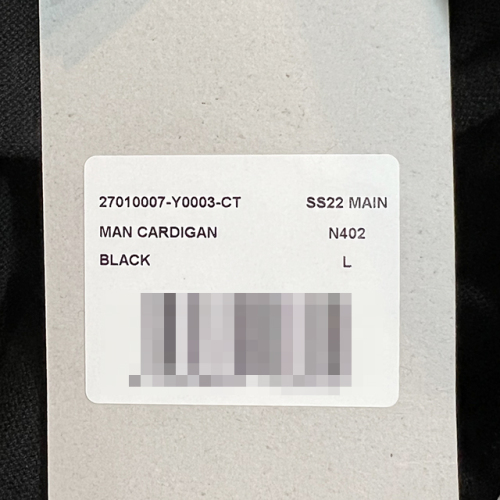 27010007-Y0003-CT SS22 MAIN
MAN CARDIGAN N402
BLACK L